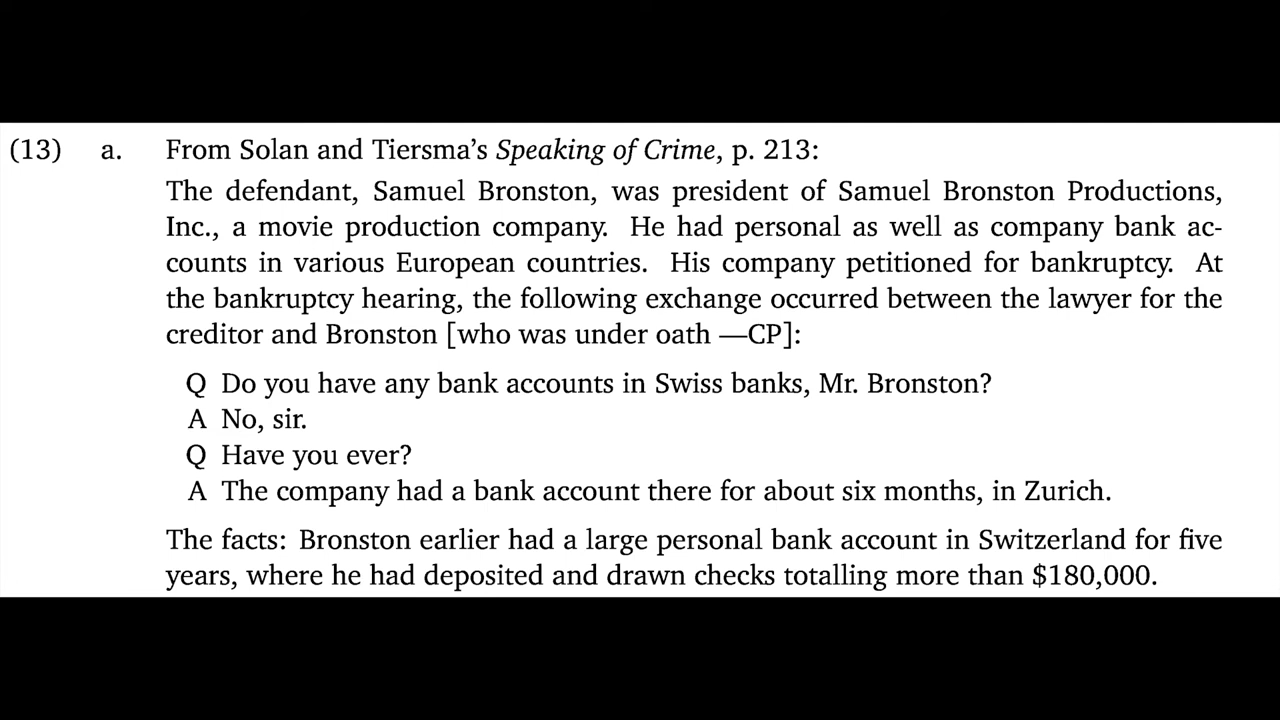 (13) a. From Solan and Tiersma's Speaking of Crime, p. 213:
The defendant, Samuel Bronston, was president of Samuel Bronston Productions,
Inc., a movie production company. He had personal as well as company bank ac-
counts in various European countries. His company petitioned for bankruptcy. At
the bankruptcy hearing, the following exchange occurred between the lawyer for the
creditor and Bronston [who was under oath —CP]:
Q Do you have any bank accounts in Swiss banks, Mr. Bronston?
A No, sir.
Q Have you ever?
A The company had a bank account there for about six months, in Zurich.
The facts: Bronston earlier had a large personal bank account in Switzerland for five
years, where he had deposited and drawn checks totalling more than $180,000.